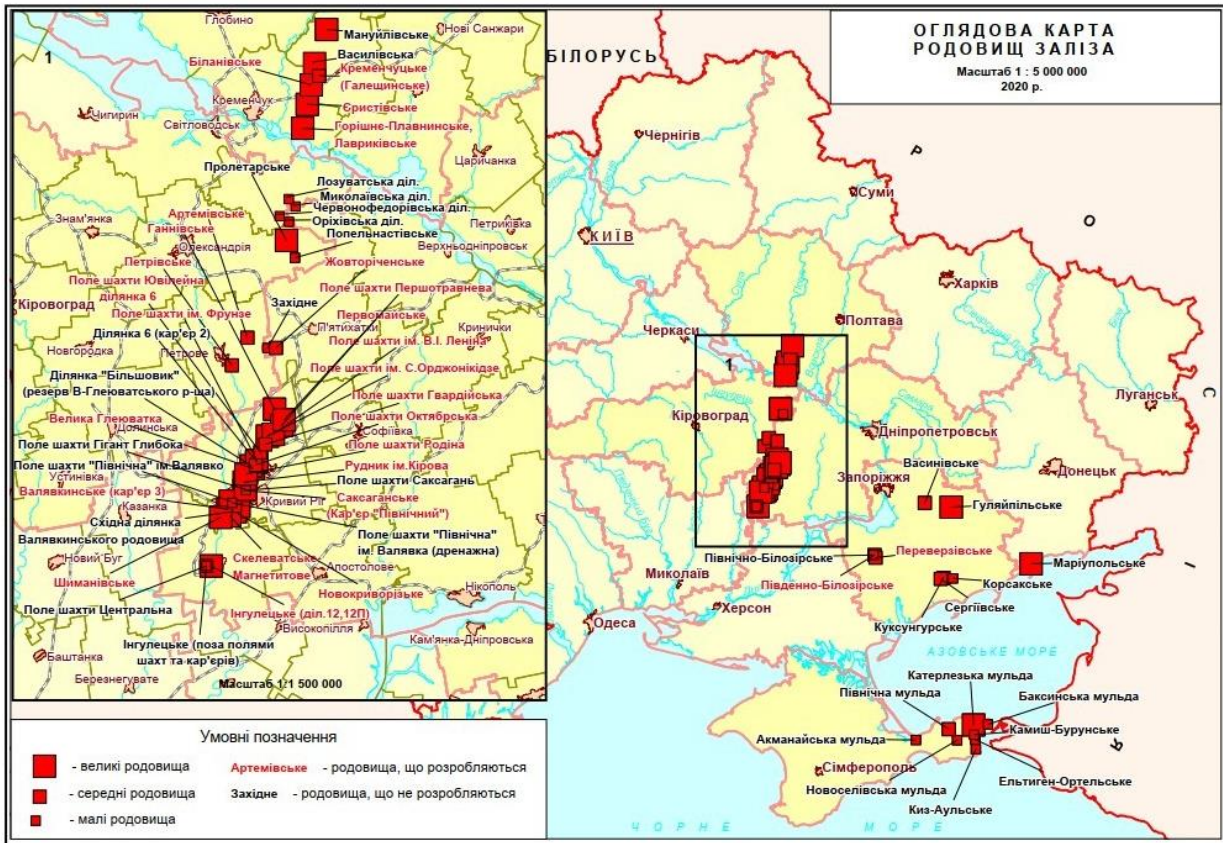 ОГЛЯДОВА КАРТА
РОДОВИЩ ЗАЛІЗА
Масштаб 1 : 5 000 000
2020 р.
БІЛОРУСЬ
Р
О
С
І
Я
1
Глобино
Мануйлівське
Нові Санжари
Василівська
Біланівське
Кременчуцьке
(Галещинське)
Кременчук
Єристівське
Чигирин
Світловодськ
Горішнє-Плавнинське,
Лавриківське
Царичанка
Пролетарське
Лозуватська діл.
Миколаївська діл.
Червонофедорівська діл.
Оріхівська діл.
Попельнастівське
Знам'янка
Артемівське
Ганнівське
Олександрія
Петриківка
Верхньодніпровськ
Петрівське
Жовторіченське
Поле шахти Ювілейна
ділянка 6
Поле шахти Першотравнева
Кіровоград
Західне
Поле шахти ім. Фрунзе
Первомайське
П'ятихатки
Кринички
Ділянка 6 (кар'єр 2)
Поле шахти ім. В.І. Леніна
Новгородка
Петрове
Ділянка "Більшовик"
(резерв В-Глеюватського р-ща)
Поле шахти ім. С.Орджонікідзе
Поле шахти Гвардійська
Велика Глеюватка
Поле шахти Октябрська
Долинська
Софіївка
Поле шахти Гігант Глибока
Поле шахти Родіна
Поле шахти "Північна" ім.Валявко
Рудник ім.Кірова
Устинівка
Поле шахти Саксагань
Валявкинське (кар'єр 3)
Казанка
Кривий Ріг
Саксаганське
(Кар'єр "Північний")
Східна ділянка
Валявкинського родовища
Поле шахти "Північна"
ім. Валявка (дренажна)
Новий Буг
Скелеватське
Магнетитове
Апостолове
Шиманівське
Новокриворізьке
Нікополь
Поле шахти Центральна
Інгулецьке (діл.12,12П)
Високопілля
Інгулецьке (поза полями
шахт та кар'єрів)
Кам'янка-Дніпровська
Баштанка
Березнегувате
Масштаб 1:1 500 000
Чернігів
Суми
КИЇВ
Харків
Полтава
Черкаси
1
Луганськ
Кіровоград
Дніпропетровськ
Донецьк
Васинівське
Запоріжжя
Гуляйпільське
Північно-Білозірське
Переверзівське
Маріупольське
Південно-Білозірське
Миколаїв
Корсакське
Херсон
Сергіївське
Одеса
Куксунгурське
АЗОВСЬКЕ МОРЕ
Катерлезька мульда
Північна мульда
Баксинська мульда
Камиш-Бурунське
Акманайська мульда
Сімферополь
Ельтиген-Ортельське
Новоселівська мульда
Киз-Аульське
ЧОРНЕ МОРЕ
Умовні позначення
- великі родовища
Артемівське - родовища, що розробляються
- середні родовища
Західне - родовища, що не розробляються
- малі родовища